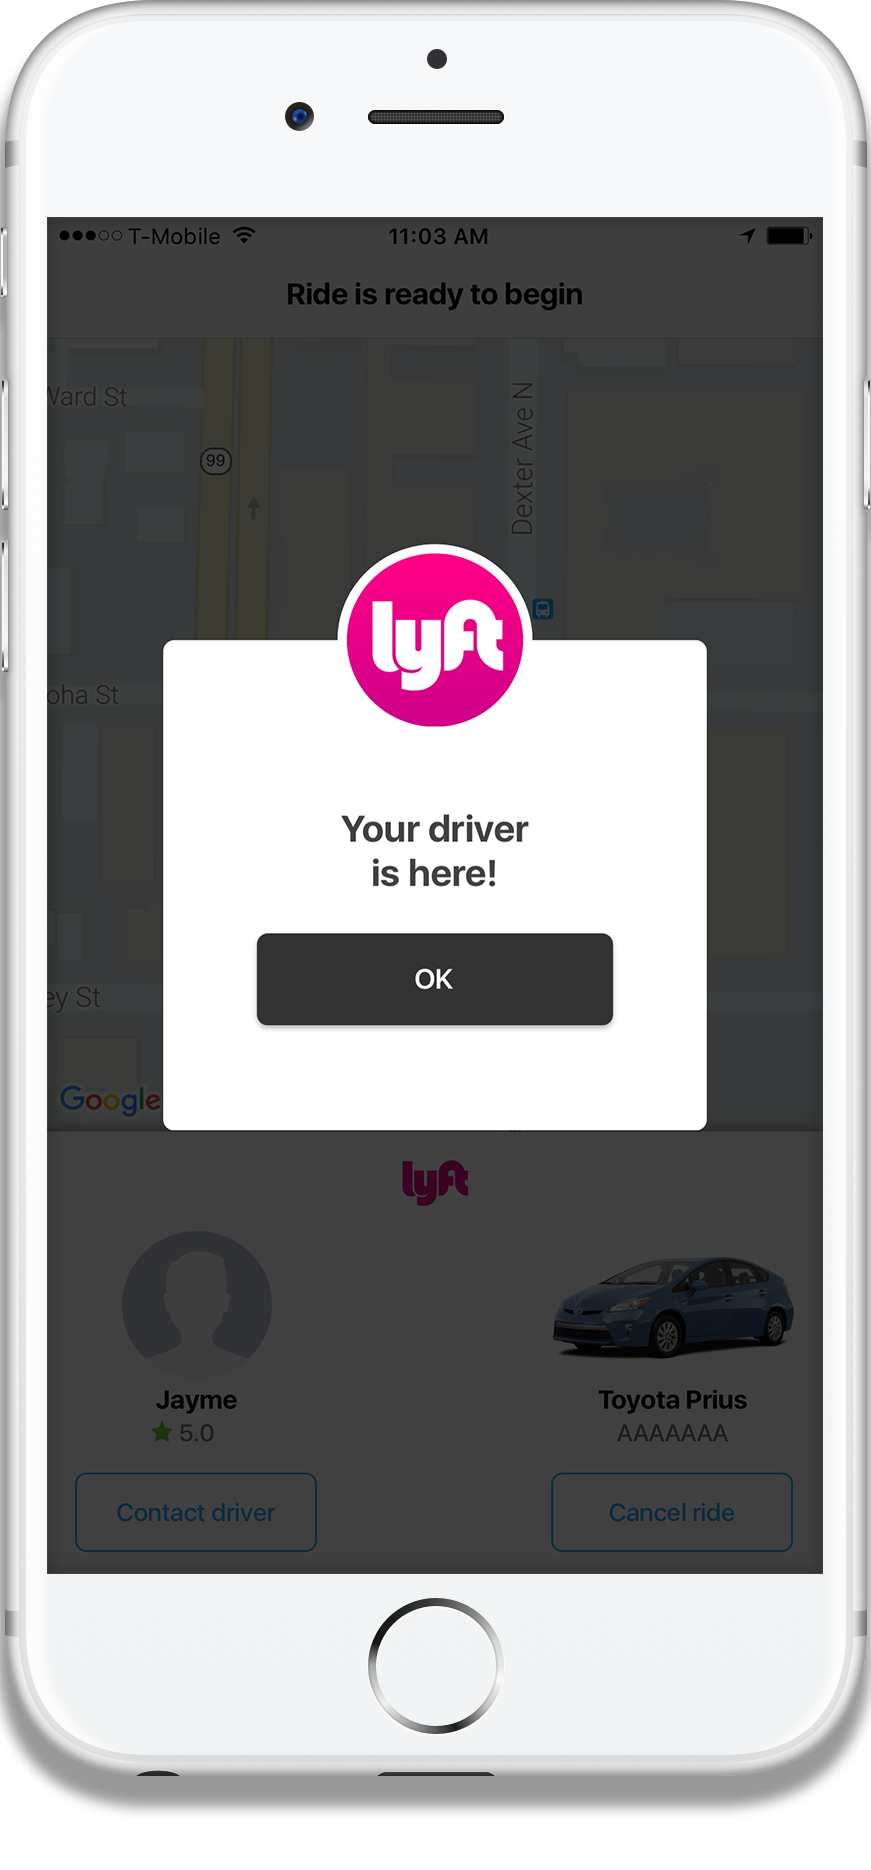 T-Mobile 11:03 AM
Ride is ready to begin
Ward St
99
Dexter Ave N
lyft
oha St
Your driver
is here!
OK
ey St
Google
lyft
Jayme
5.0
Toyota Prius
AAAAAAA
Contact driver
Cancel ride